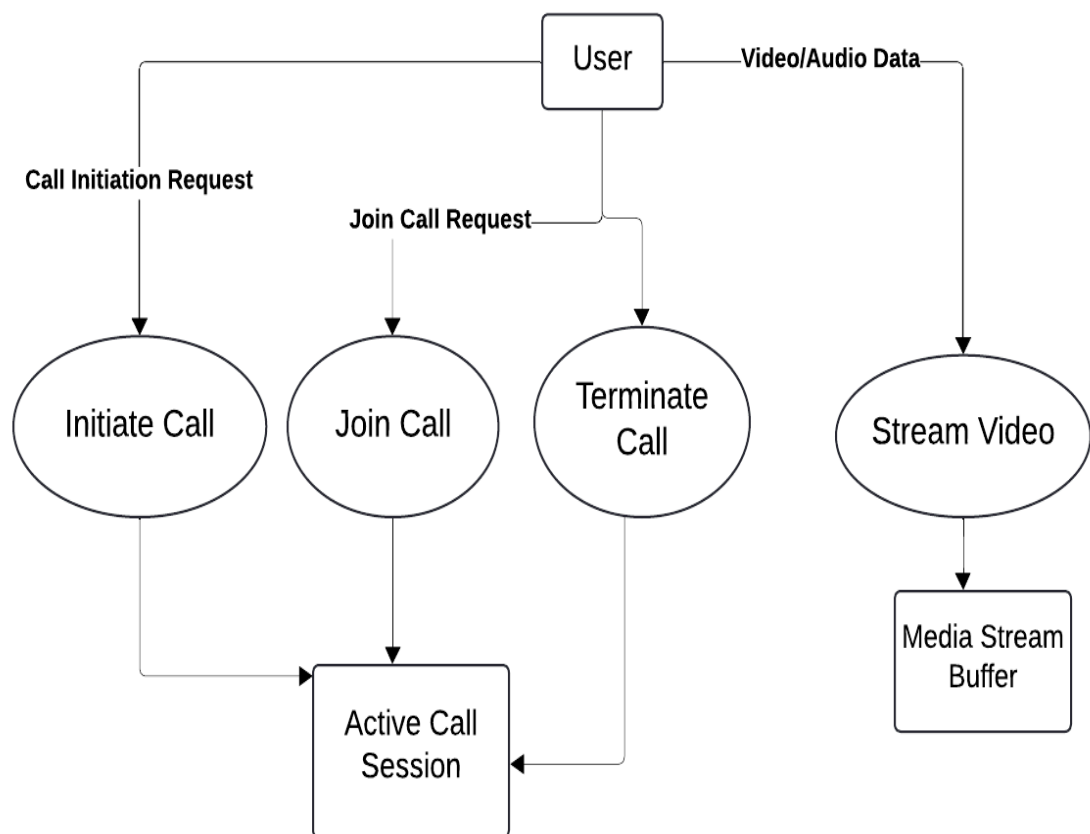 User
Video/Audio Data
Call Initiation Request
Join Call Request
Initiate Call
Join Call
Terminate
Call
Stream Video
Media Stream
Buffer
Active Call
Session